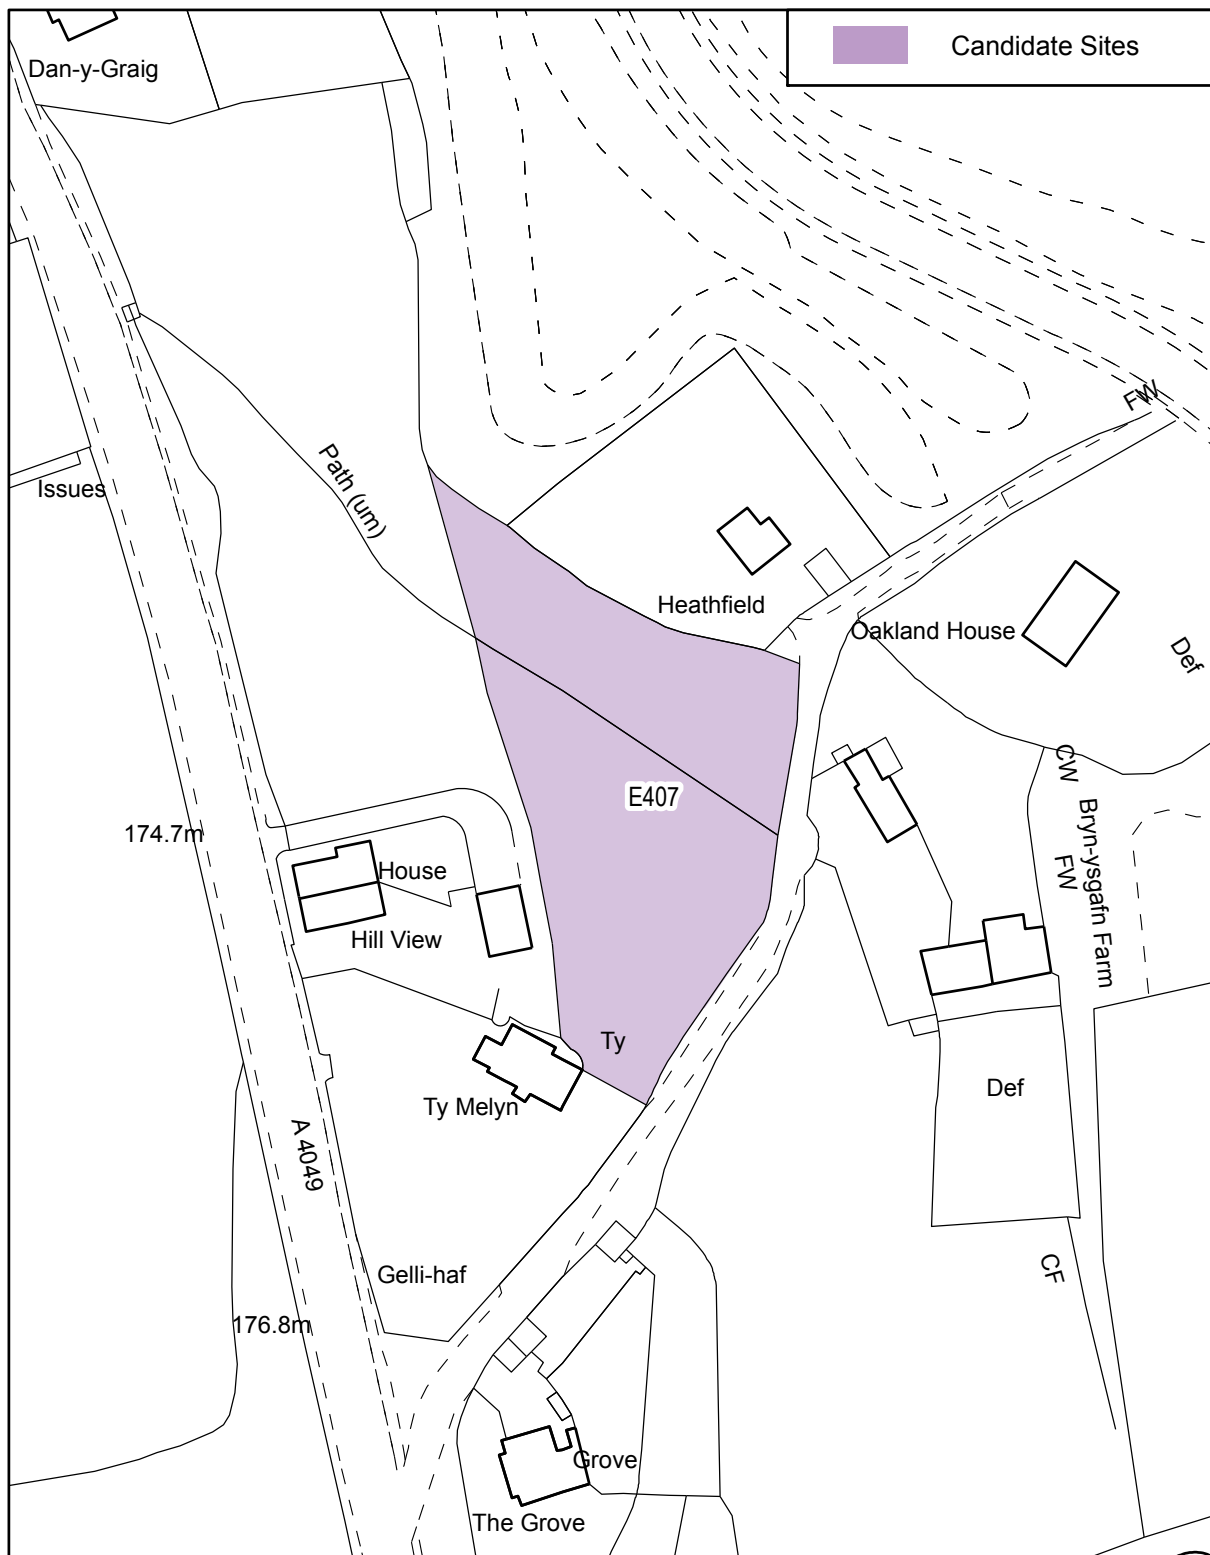 Candidate Sites
Dan-y-Graig
FW
Path (um)
Issues
Heathfield
Oakland House
Def
CW
E407
Bryn-ysgafn Farm
174.7m
House
FW
Hill View
Ty
Def
Ty Melyn
A 4049
CF
Gelli-haf
176.8m
Grove
The Grove